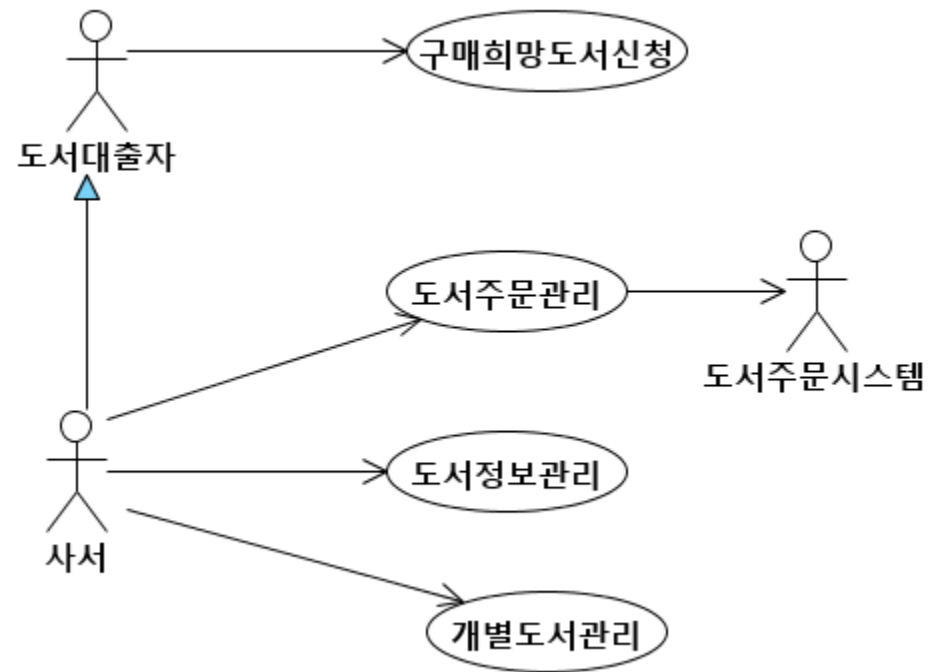 구매희망도서신청
도서대출자
도서주문관리
도서주문시스템
도서정보관리
사서
개별도서관리